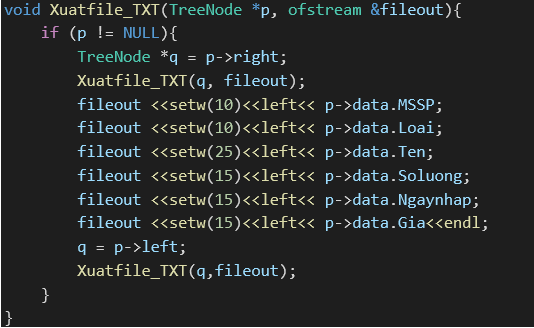 void Xuatfile_TXT(TreeNode *p, ofstream &fileout){
    if (p != NULL){
        TreeNode *q = p->right;
        Xuatfile_TXT(q, fileout);
        fileout <<setw(10)<<left<< p->data.MSSP;
        fileout <<setw(10)<<left<< p->data.Loai;
        fileout <<setw(25)<<left<< p->data.Ten;
        fileout <<setw(15)<<left<< p->data.Soluong;
        fileout <<setw(15)<<left<< p->data.Ngaynhap;
        fileout <<setw(15)<<left<< p->data.Gia<<endl;
        q = p->left;
        Xuatfile_TXT(q,fileout);
    }
}